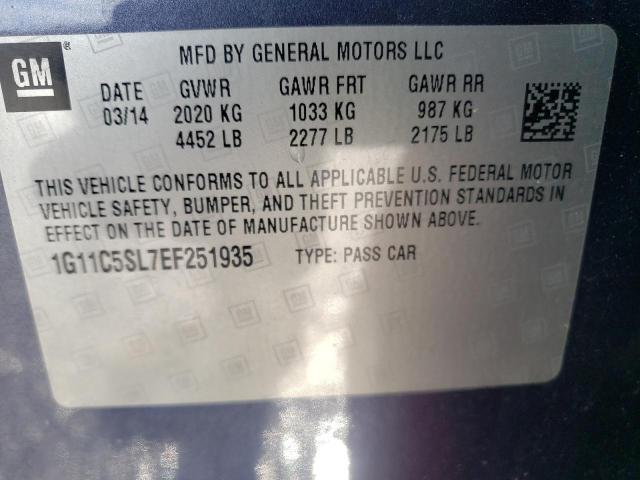 GM ®
MFD BY GENERAL MOTORS LLC
DATE GVWR GAWR FRT GAWR RR
03/14 2020 KG 1033 KG 987 KG
4452 LB 2277 LB 2175 LB
THIS VEHICLE CONFORMS TO ALL APPLICABLE U.S. FEDERAL MOTOR
VEHICLE SAFETY, BUMPER, AND THEFT PREVENTION STANDARDS IN
EFFECT ON THE DATE OF MANUFACTURE SHOWN ABOVE.
1G11C5SL7EF251935 TYPE: PASS CAR